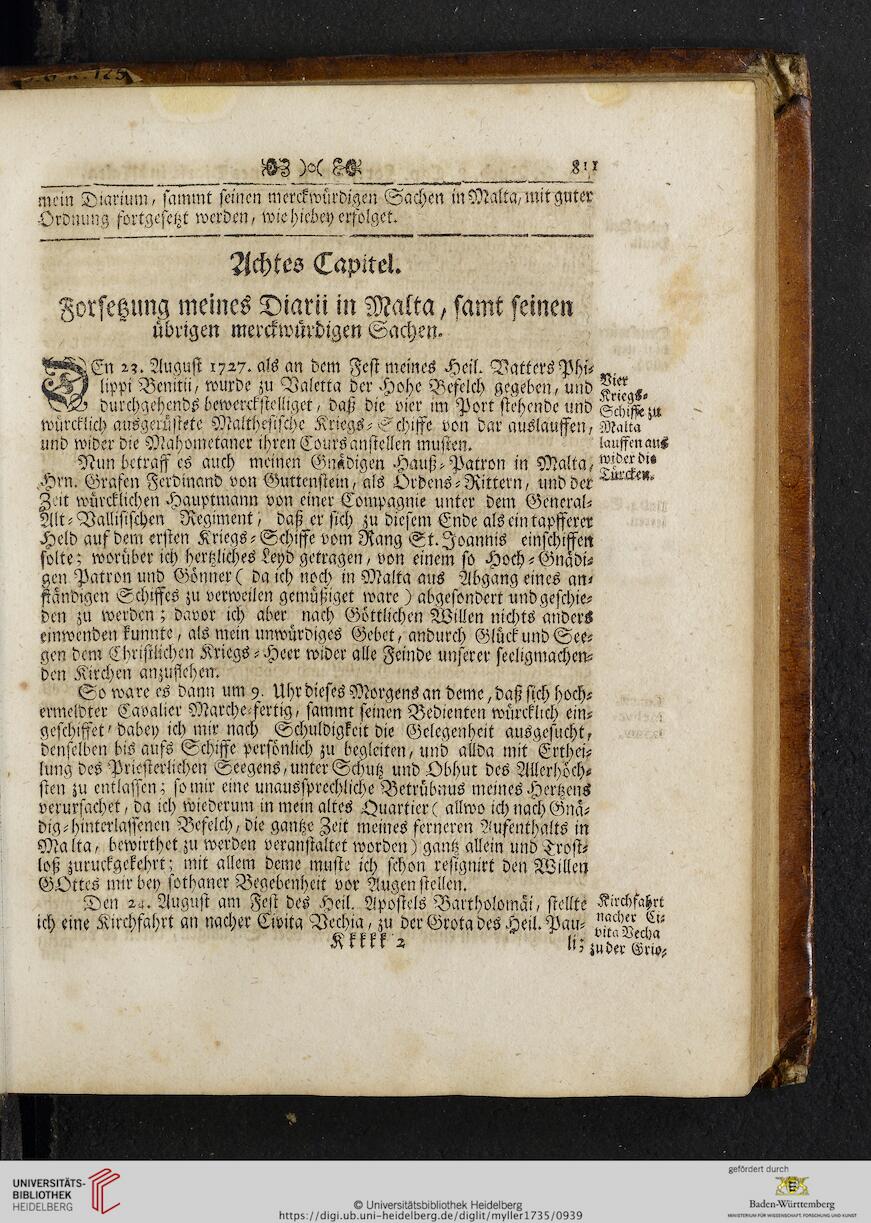 )o( 811
mein Diarium, sammt seinen merckwürdigen Sachen in Malta, mit guter
Ordnung fortgesetzt werden, wie hiebey erfolget.
Achtes Capitel.
Forsetzung meines Diarii in Malta, samt seinen
übrigen merckwürdigen Sachen.
DEn 23. August 1727. als an dem Fest meines Heil. Vatters Phi-
lippi Benitii, wurde zu Valetta der Hohe Befelch gegeben, und
durchgehends bewerckstelliget, daß die vier im Port stehende und
würcklich ausgerüstete Malthesische Kriegs-Schiffe von dar auslauffen,
und wider die Mahometaner ihren Cours anstellen musten.
Vier
Kriegs-
Schiffe zu
Malta
lauffen aus
wider die
Türcken.
Nun betraff es auch meinen Gnädigen Hauß-Patron in Malta,
Hrn. Grafen Ferdinand von Guttenstein, als Ordens-Rittern, und der
Zeit würcklichen Hauptmann von einer Compagnie unter dem General-
Alt-Vallisischen Regiment, daß er sich zu diesem Ende als ein tapfferer
Held auf dem ersten Kriegs-Schiffe vom Rang St. Joannis einschiffen
solte; worüber ich hertzliches Leyd getragen, von einem so Hoch-Gnädi-
gen Patron und Gönner (da ich noch in Malta aus Abgang eines an-
ständigen Schiffes zu verweilen gemüßiget ware) abgesondert und geschie-
den zu werden; davor ich aber nach Göttlichen Willen nichts anders
einwenden kunnte, als mein unwürdiges Gebet, andurch Glück und See-
gen dem Christlichen Kriegs-Heer wider alle Feinde unserer seeligmachen-
den Kirchen anzuflehen.
So ware es dann um 9. Uhr dieses Morgens an deme, daß sich hoch-
ermeldter Cavalier Marche-fertig, sammt seinen Bedienten würcklich ein-
geschiffet, dabey ich mir nach Schuldigkeit die Gelegenheit ausgesucht,
denselben bis aufs Schiffe persönlich zu begleiten, und allda mit Erthei-
lung des Priesterlichen Seegens, unter Schutz und Obhut des Allerhöch-
sten zu entlassen; so mir eine unaussprechliche Betrübnus meines Hertzens
verursachet, da ich wiederum in mein altes Quartier (allwo ich nach Gnä-
dig-hinterlassenen Befelch, die gantze Zeit meines ferneren Aufenthalts in
Malta, bewirthet zu werden veranstaltet worden) gantz allein und Trost-
loß zuruckgekehrt; mit allem deme muste ich schon resignirt den Willen
GOttes mir bey sothaner Begebenheit vor Augen stellen.
Den 24. August am Fest des Heil. Apostels Bartholomäi, stellte
ich eine Kirchfahrt an nacher Civita Vechia, zu der Grota des Heil. Pau-
Kirchfahrt
nacher Ci-
vita Vecha
zu der Gro-
Kkkkk 2 li;
UNIVERSITÄTS-
BIBLIOTHEK
HEIDELBERG
© Universitätsbibliothek Heidelberg
https://digi.ub.uni-heidelberg.de/diglit/myller1735/0939
gefördert durch
Baden-Württemberg
MINISTERIUM FÜR WISSENSCHAFT, FORSCHUNG UND KUNST